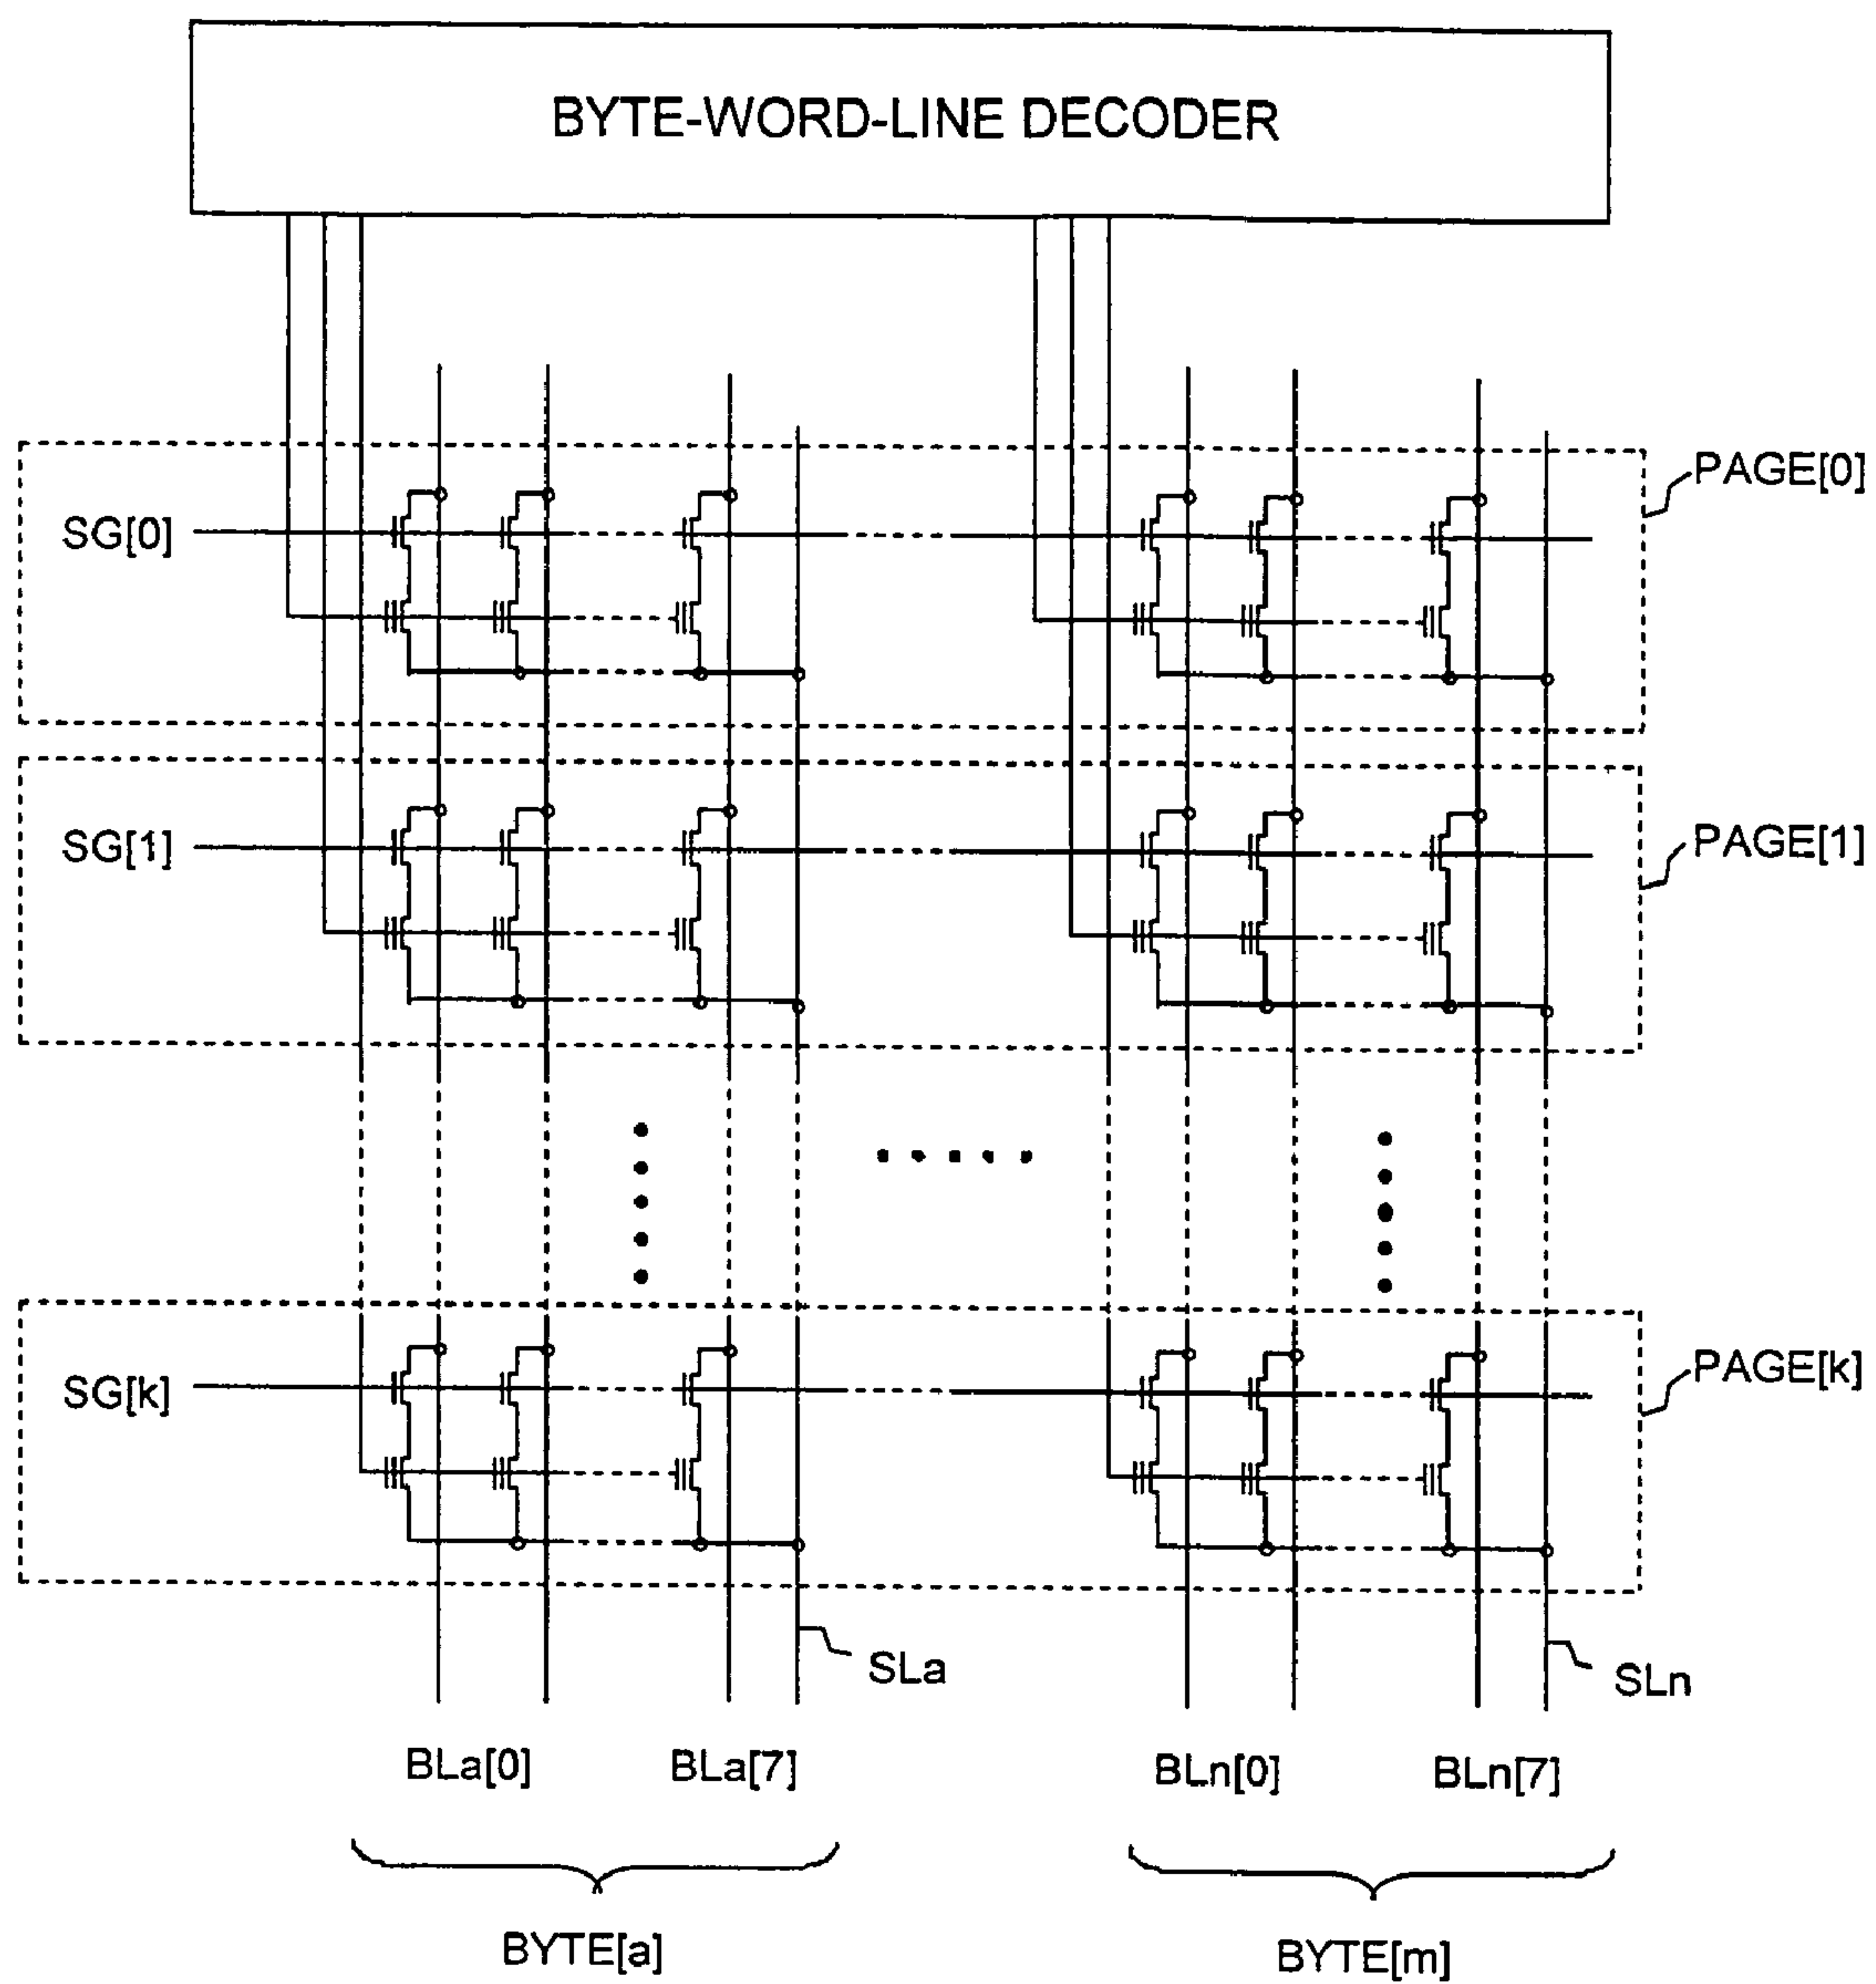 BYTE-WORD-LINE DECODER
PAGE[0]
SG[0]
SG[1]
PAGE[1]
SG[k]
PAGE[k]
SLa
SLn
BLa[0]
BLa[7]
BLn[0]
BLn[7]
BYTE[a]
BYTE[m]